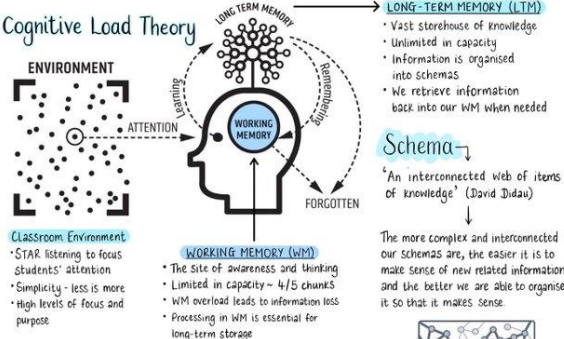 Cognitive Load Theory
ENVIRONMENT
ATTENTION
LONG TERM MEMORY
Learning
Remembering
WORKING
MEMORY
FORGOTTEN
Classroom Environment
• STAR listening to focus
students' attention
• Simplicity - less is more
• High levels of focus and
purpose
WORKING MEMORY (WM)
• The site of awareness and thinking
• Limited in capacity ~ 4/5 chunks
• WM overload leads to information loss
• Processing in WM is essential for
long-term storage
LONG-TERM MEMORY (LTM)
• Vast storehouse of knowledge
• Unlimited in capacity
• Information is organised
into schemas
• We retrieve information
back into our WM when needed
Schema
'An interconnected web of items
of knowledge' (David Didau)
The more complex and interconnected
our schemas are, the easier it is to
make sense of new related information
and the better we are able to organise
it so that it makes sense.